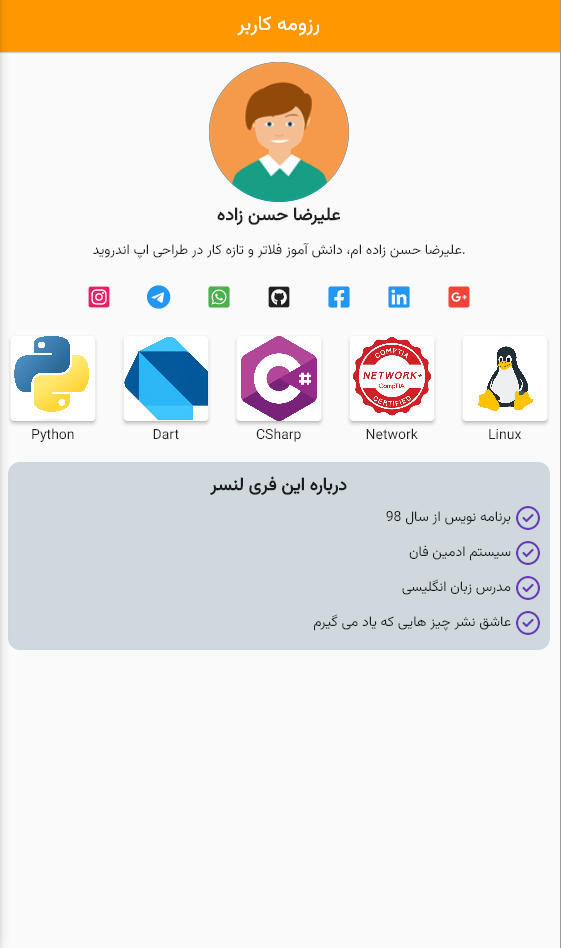 رزومه کاربر
علیرضا حسن زاده
علیرضا حسن زاده ام، دانش آموز فلاتر و تازه کار در طراحی اپ اندروید.
G+
in
f
COMPTIA
NETWORK+
CompTIA
CERTIFIED
C#
Python
Dart
CSharp
Network
Linux
درباره این فری لنسر
برنامه نویس از سال 98
سیستم ادمین فان
مدرس زبان انگلیسی
عاشق نشر چیز هایی که یاد می گیرم